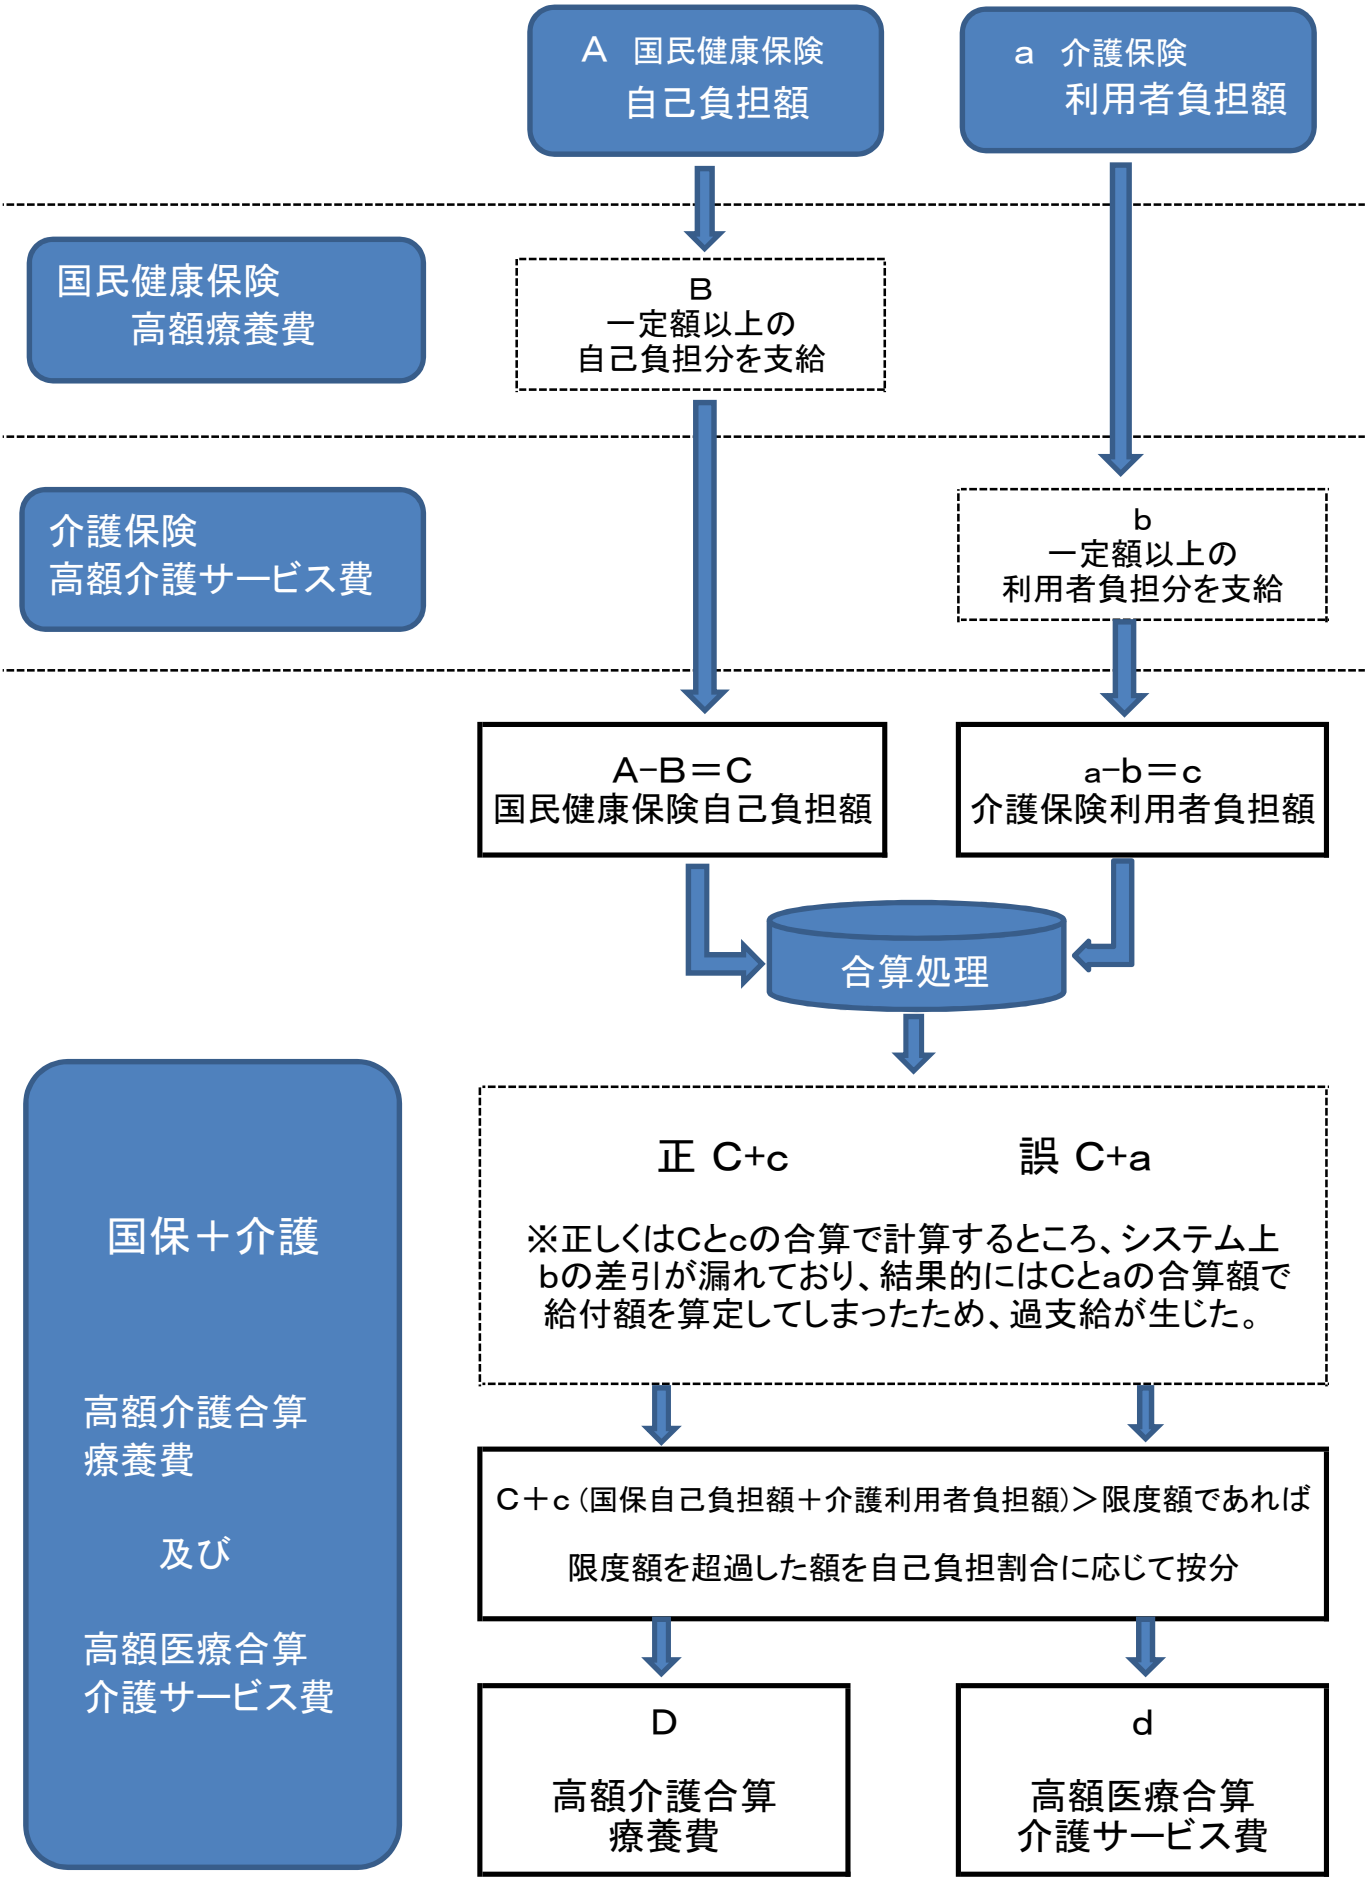 A 国民健康保険
自己負担額
a 介護保険
利用者負担額
国民健康保険
高額療養費
B
一定額以上の
自己負担分を支給
介護保険
高額介護サービス費
b
一定額以上の
利用者負担分を支給
A-B=C
国民健康保険自己負担額
a-b=c
介護保険利用者負担額
合算処理
正 C+c
誤 C+a
※正しくはCとcの合算で計算するところ、システム上
bの差引が漏れており、結果的にはCとaの合算額で
給付額を算定してしまったため、過支給が生じた。
国保+介護
高額介護合算
療養費
及び
高額医療合算
介護サービス費
C+c(国保自己負担額+介護利用者負担額)>限度額であれば
限度額を超過した額を自己負担割合に応じて按分
D
高額介護合算
療養費
d
高額医療合算
介護サービス費